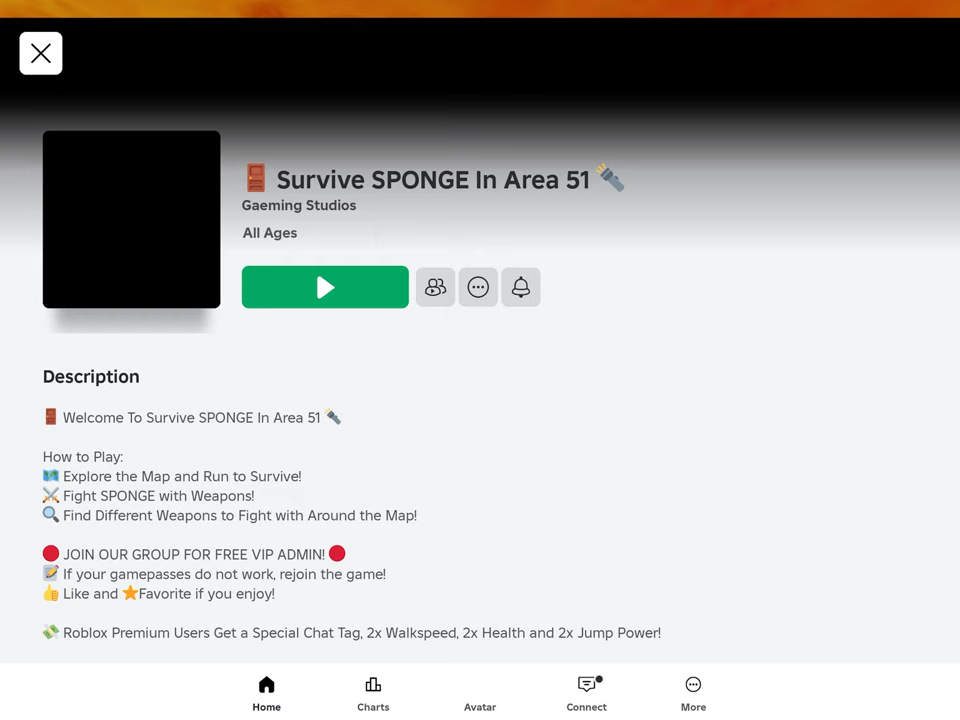 🚪 Survive SPONGE In Area 51 🔦
Gaeming Studios
All Ages
Description
🚪 Welcome To Survive SPONGE In Area 51 🔦
How to Play:
🗺️ Explore the Map and Run to Survive!
⚔️ Fight SPONGE with Weapons!
🔍 Find Different Weapons to Fight with Around the Map!
🔴 JOIN OUR GROUP FOR FREE VIP ADMIN! 🔴
📝 If your gamepasses do not work, rejoin the game!
👍 Like and ⭐Favorite if you enjoy!
💸 Roblox Premium Users Get a Special Chat Tag, 2x Walkspeed, 2x Health and 2x Jump Power!
Home Charts Avatar Connect More